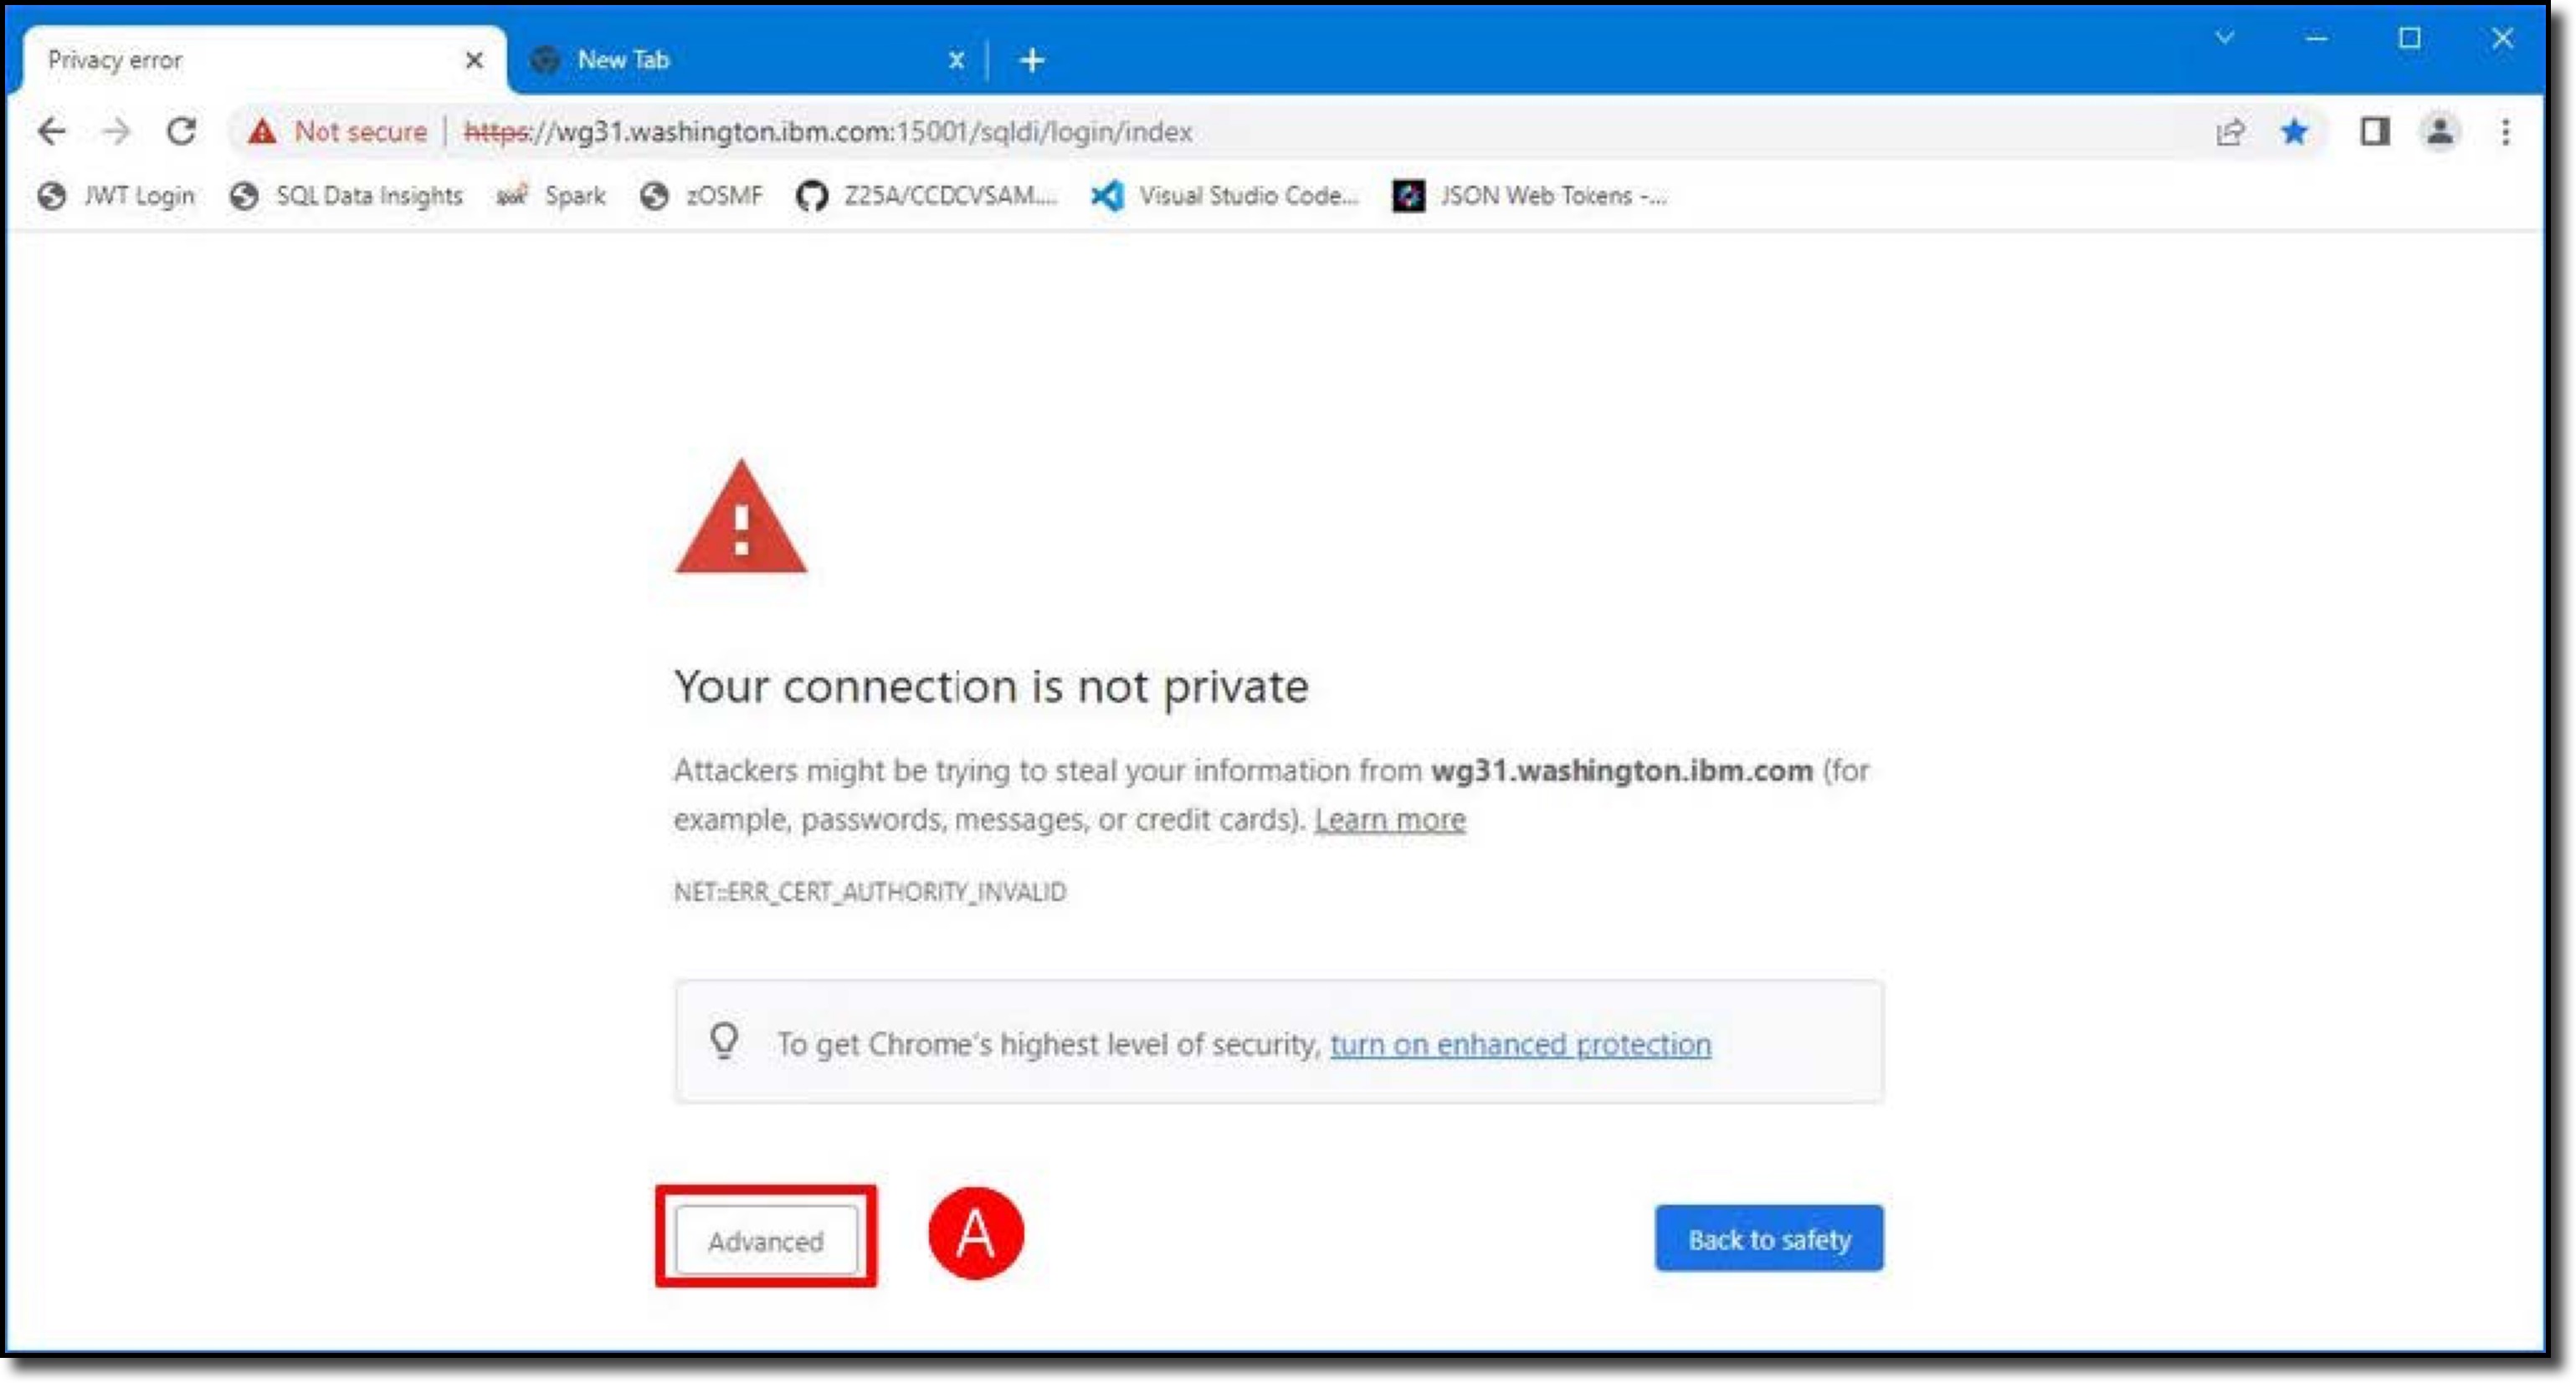 Privacy error
New Tab
Not secure | https://wg31.washington.ibm.com:15001/sqldi/login/index
JWT Login SQL Data Insights Spark zOSMF Z25A/CCDCVSAM.... Visual Studio Code... JSON Web Tokens -...
Your connection is not private
Attackers might be trying to steal your information from wg31.washington.ibm.com (for
example, passwords, messages, or credit cards). Learn more
NET::ERR_CERT_AUTHORITY_INVALID
To get Chrome's highest level of security, turn on enhanced protection
Advanced
A
Back to safety